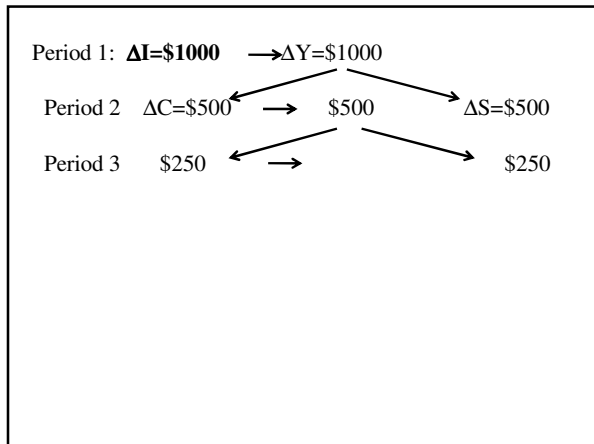 Period 1: ΔI=$1000 → ΔY=$1000
Period 2 ΔC=$500 → $500 ΔS=$500
Period 3 $250 → $250